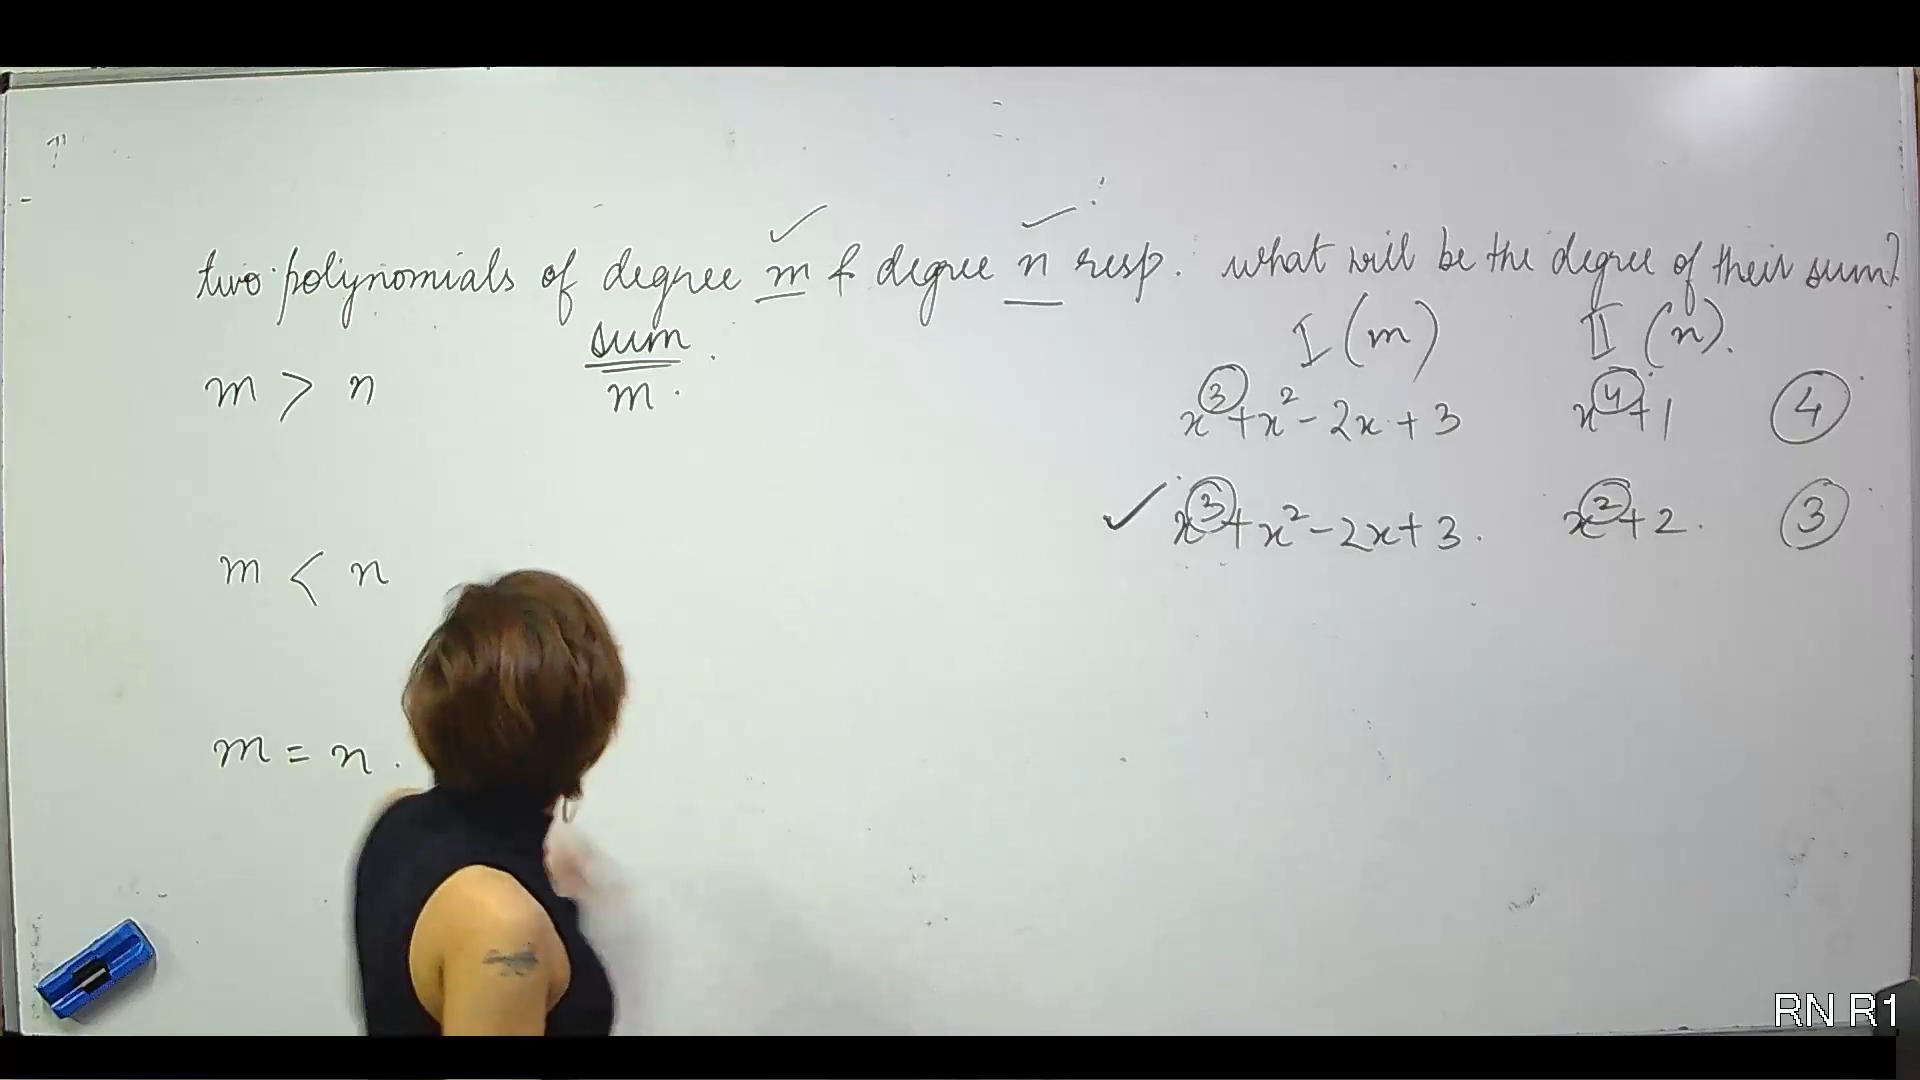 two polynomials of degree m & degree n resp. what will be the degree of their sum?
sum
I (m) II (n).
m > n m.
x³+x²-2x+3 x⁴+1 4
✓ x³+x²-2x+3. x²+2. 3
m < n
m = n.
RN R1